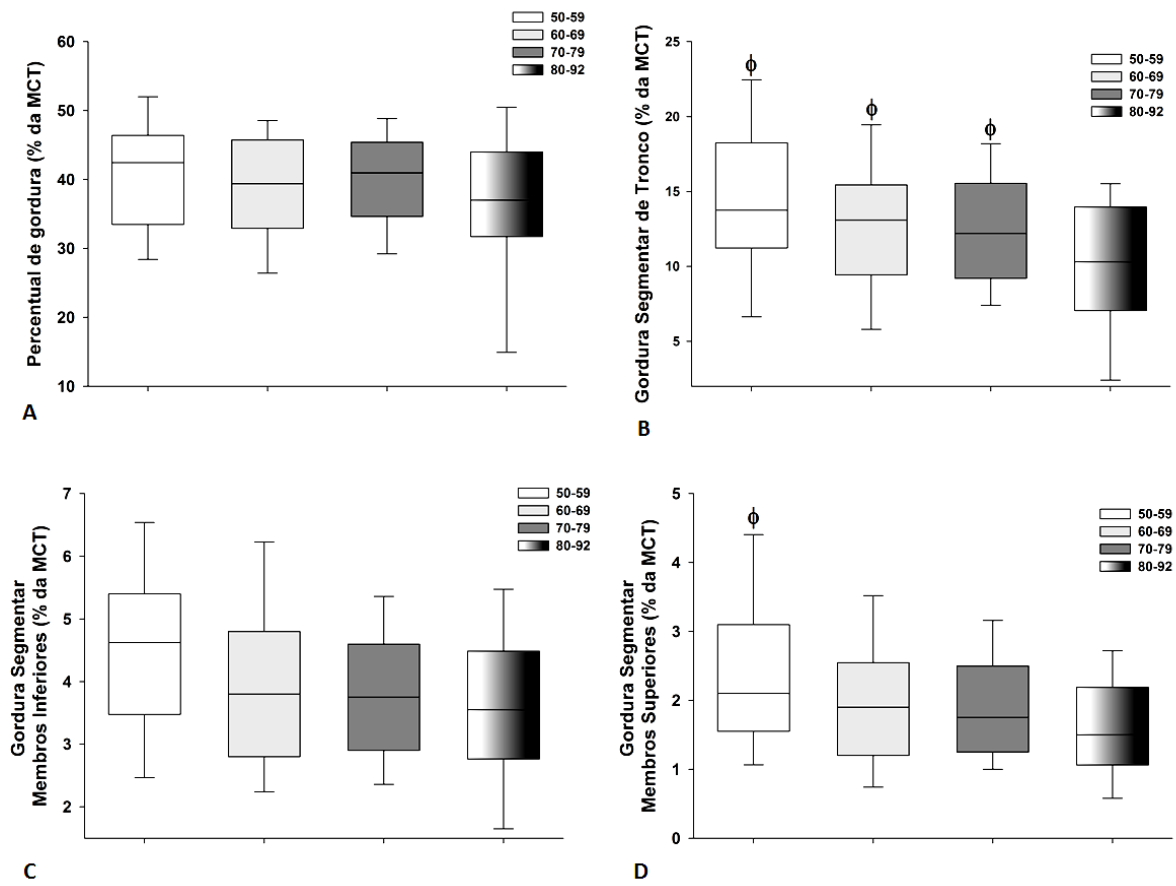 50-59
60-69
70-79
80-92
Percentual de gordura (% da MCT)
60
50
40
30
20
10
A
50-59
60-69
70-79
80-92
Gordura Segmentar de Tronco (% da MCT)
25
20
15
10
5
ϕ
ϕ
ϕ
B
50-59
60-69
70-79
80-92
Gordura Segmentar
Membros Inferiores (% da MCT)
7
6
5
4
3
2
C
50-59
60-69
70-79
80-92
Gordura Segmentar
Membros Superiores (% da MCT)
5
4
3
2
1
0
ϕ
D